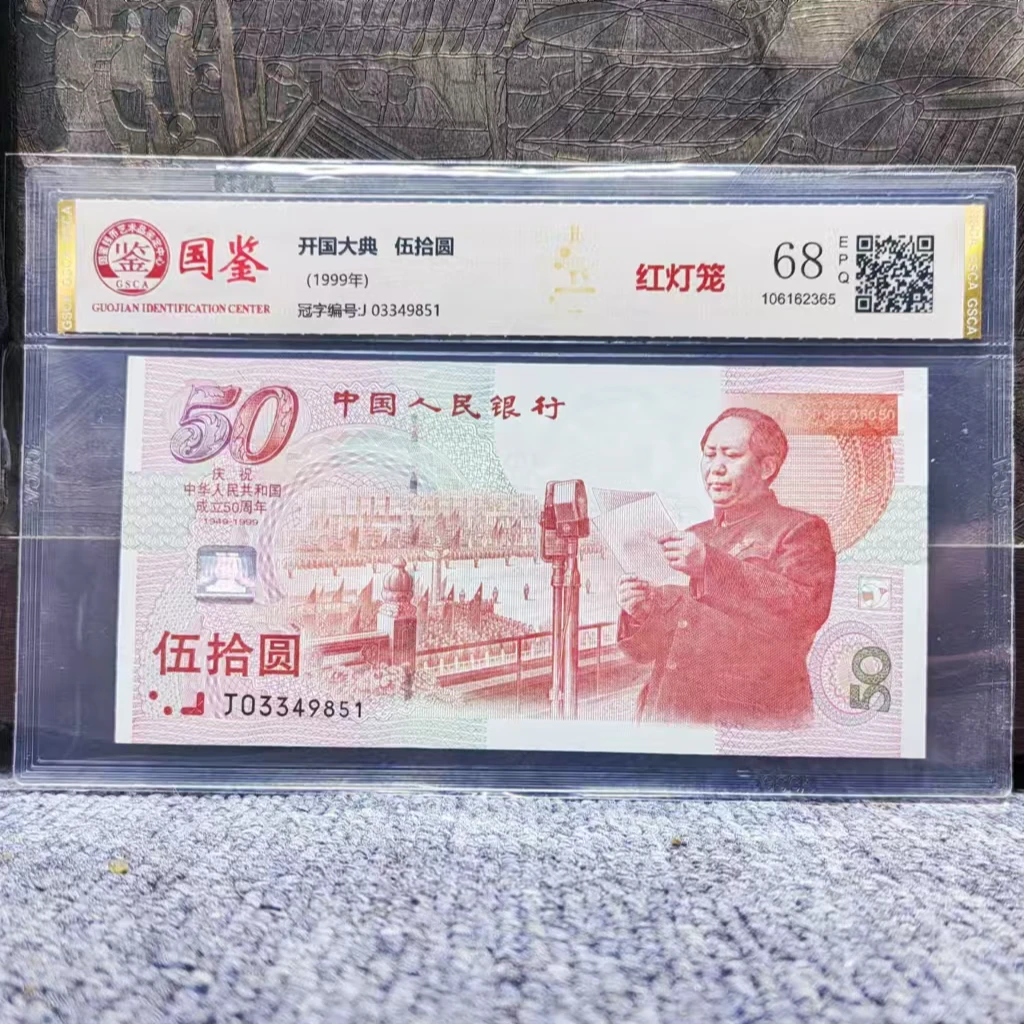 国鉴
GSCA
GUOJIAN IDENTIFICATION CENTER
开国大典 伍拾圆
(1999年)
冠字编号:J 03349851
红灯笼
68
EPQ
106162365
GSCA
GSCA
50
中国人民银行
庆祝
中华人民共和国
成立50周年
1949-1999
伍拾圆
J03349851
50